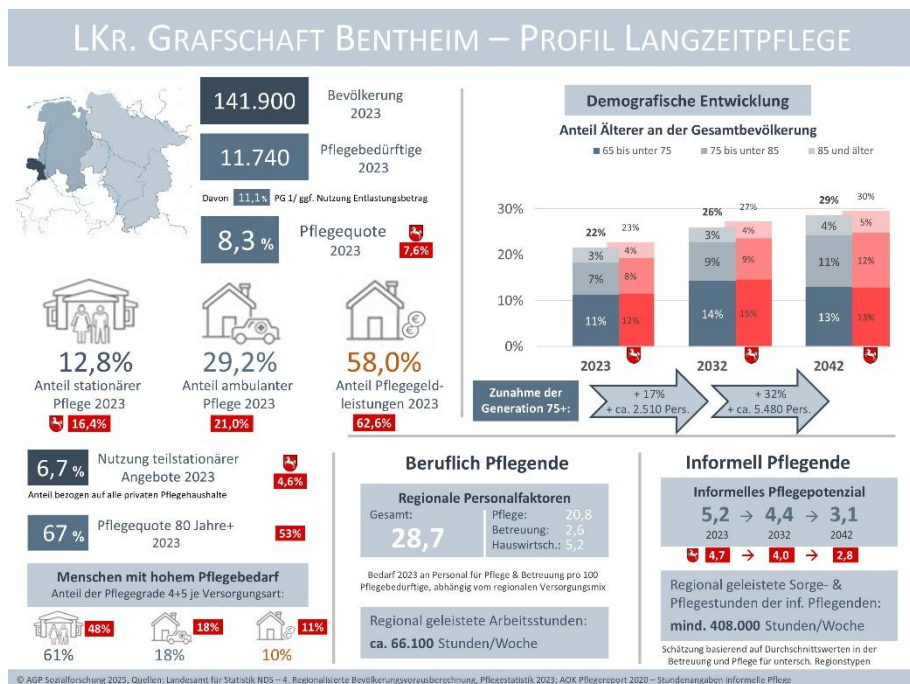 LKr. Grafschaft Bentheim – Profil Langzeitpflege
141.900
Bevölkerung
2023
11.740
Pflegebedürftige
2023
Davon 11,1% PG 1/ ggf. Nutzung Entlastungsbetrag
8,3 %
Pflegequote
2023
7,6%
12,8%
Anteil stationärer
Pflege 2023
16,4%
29,2%
Anteil ambulanter
Pflege 2023
21,0%
58,0%
Anteil Pflegegeld-
leistungen 2023
62,6%
6,7 %
Nutzung teilstationärer
Angebote 2023
4,6%
Anteil bezogen auf alle privaten Pflegehaushalte
67 %
Pflegequote 80 Jahre+
2023
53%
Menschen mit hohem Pflegebedarf
Anteil der Pflegegrade 4+5 je Versorgungsart:
48%
61%
18%
18%
11%
10%
Demografische Entwicklung
Anteil Älterer an der Gesamtbevölkerung
65 bis unter 75 75 bis unter 85 85 und älter
30%
20%
10%
0%
22%
3%
7%
11%
23%
4%
8%
12%
2023
26%
3%
9%
14%
27%
4%
9%
15%
2032
29%
4%
11%
13%
30%
5%
12%
13%
2042
Zunahme der
Generation 75+:
+ 17%
+ ca. 2.510 Pers.
+ 32%
+ ca. 5.480 Pers.
Beruflich Pflegende
Regionale Personalfaktoren
Gesamt:
28,7
Pflege: 20,8
Betreuung: 2,6
Hauswirtsch.: 5,2
Bedarf 2023 an Personal für Pflege & Betreuung pro 100
Pflegebedürftige, abhängig vom regionalen Versorgungsmix
Regional geleistete Arbeitsstunden:
ca. 66.100 Stunden/Woche
Informell Pflegende
Informelles Pflegepotenzial
5,2 → 4,4 → 3,1
2023 2032 2042
4,7 → 4,0 → 2,8
Regional geleistete Sorge- &
Pflegestunden der inf. Pflegenden:
mind. 408.000 Stunden/Woche
Schätzung basierend auf Durchschnittswerten in der
Betreuung und Pflege für untersch. Regionstypen
© AGP Sozialforschung 2025, Quellen: Landesamt für Statistik NDS – 4. Regionalisierte Bevölkerungsvorausberechnung, Pflegestatistik 2023; AOK Pflegereport 2020 – Stundenangaben informelle Pflege